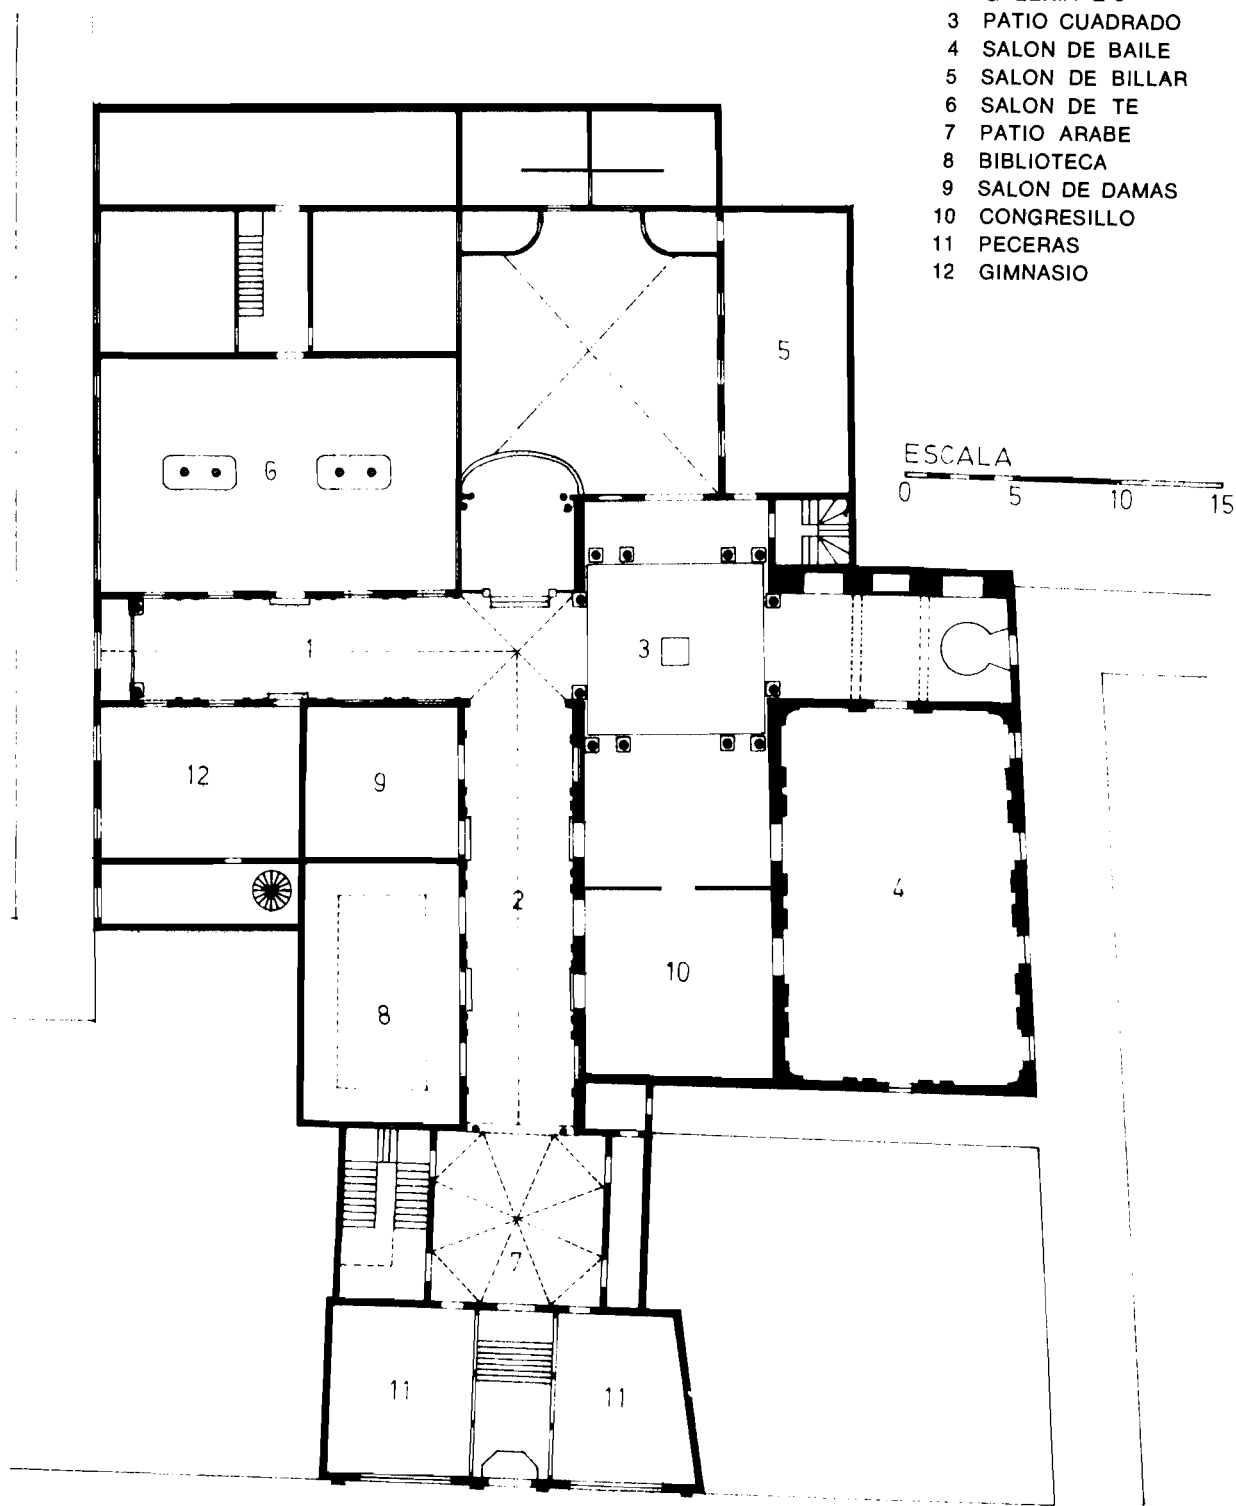 3 PATIO CUADRADO
4 SALON DE BAILE
5 SALON DE BILLAR
6 SALON DE TE
7 PATIO ARABE
8 BIBLIOTECA
9 SALON DE DAMAS
10 CONGRESILLO
11 PECERAS
12 GIMNASIO
5
ESCALA
0 5 10 15
6
1
3
12
9
2
4
10
8
7
11
11